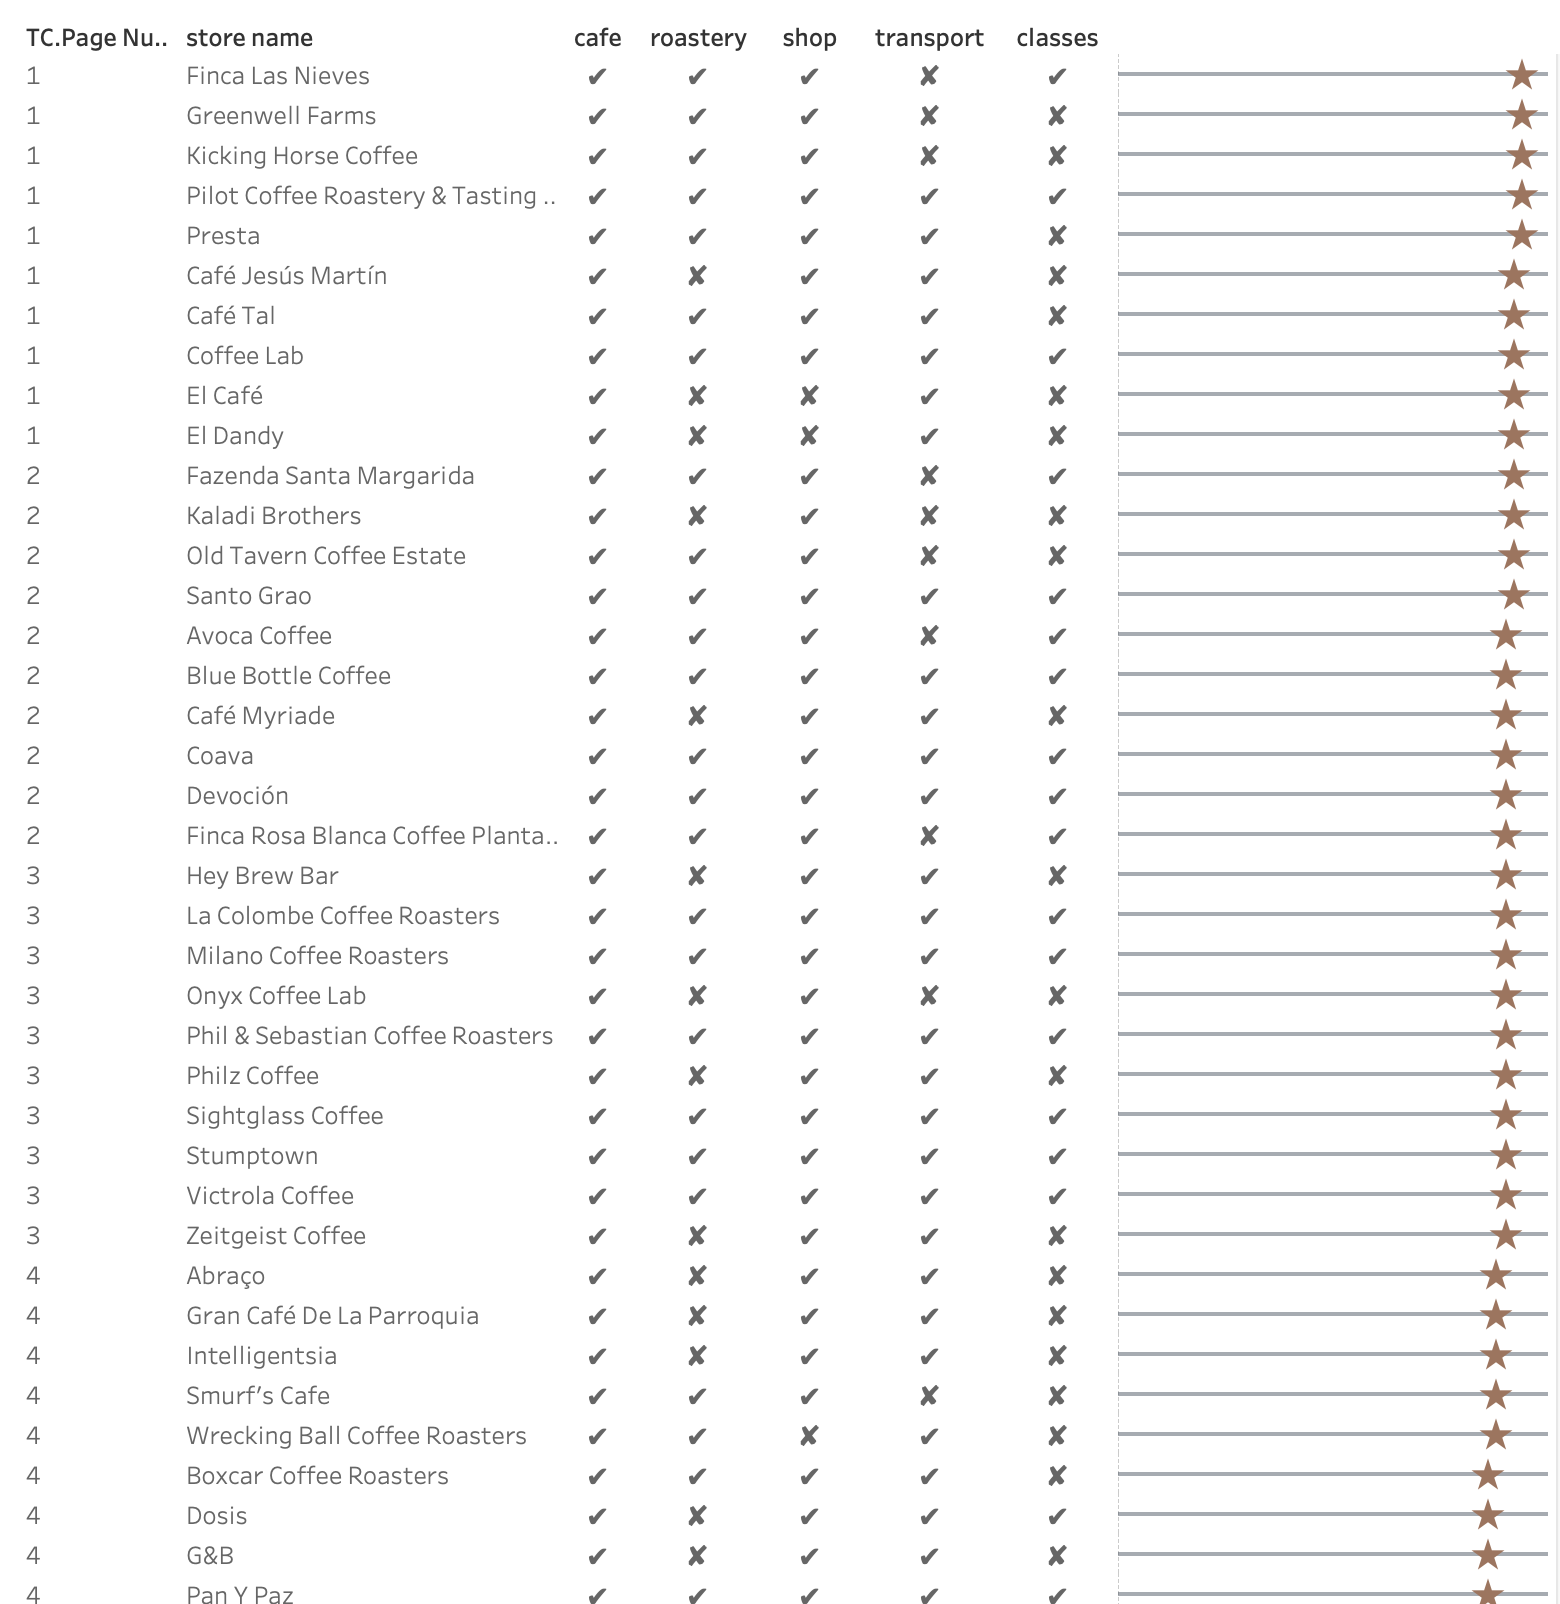 TC.Page Nu.. store name cafe roastery shop transport classes
1 Finca Las Nieves ✔ ✔ ✔ ✘ ✔
1 Greenwell Farms ✔ ✔ ✔ ✘ ✘
1 Kicking Horse Coffee ✔ ✔ ✔ ✘ ✘
1 Pilot Coffee Roastery & Tasting .. ✔ ✔ ✔ ✔ ✔
1 Presta ✔ ✔ ✔ ✔ ✘
1 Café Jesús Martín ✔ ✘ ✔ ✔ ✘
1 Café Tal ✔ ✔ ✔ ✔ ✘
1 Coffee Lab ✔ ✔ ✔ ✔ ✔
1 El Café ✔ ✘ ✘ ✔ ✘
1 El Dandy ✔ ✘ ✘ ✔ ✘
2 Fazenda Santa Margarida ✔ ✔ ✔ ✘ ✔
2 Kaladi Brothers ✔ ✘ ✔ ✘ ✘
2 Old Tavern Coffee Estate ✔ ✔ ✔ ✘ ✘
2 Santo Grao ✔ ✔ ✔ ✔ ✔
2 Avoca Coffee ✔ ✔ ✔ ✘ ✔
2 Blue Bottle Coffee ✔ ✔ ✔ ✔ ✔
2 Café Myriade ✔ ✘ ✔ ✔ ✘
2 Coava ✔ ✔ ✔ ✔ ✔
2 Devoción ✔ ✔ ✔ ✔ ✔
2 Finca Rosa Blanca Coffee Planta.. ✔ ✔ ✔ ✘ ✔
3 Hey Brew Bar ✔ ✘ ✔ ✔ ✘
3 La Colombe Coffee Roasters ✔ ✔ ✔ ✔ ✔
3 Milano Coffee Roasters ✔ ✔ ✔ ✔ ✔
3 Onyx Coffee Lab ✔ ✘ ✔ ✘ ✘
3 Phil & Sebastian Coffee Roasters ✔ ✔ ✔ ✔ ✔
3 Philz Coffee ✔ ✘ ✔ ✔ ✘
3 Sightglass Coffee ✔ ✔ ✔ ✔ ✔
3 Stumptown ✔ ✔ ✔ ✔ ✔
3 Victrola Coffee ✔ ✔ ✔ ✔ ✔
3 Zeitgeist Coffee ✔ ✘ ✔ ✔ ✘
4 Abraço ✔ ✘ ✔ ✔ ✘
4 Gran Café De La Parroquia ✔ ✘ ✔ ✔ ✘
4 Intelligentsia ✔ ✘ ✔ ✔ ✘
4 Smurf’s Cafe ✔ ✔ ✔ ✘ ✘
4 Wrecking Ball Coffee Roasters ✔ ✔ ✘ ✔ ✘
4 Boxcar Coffee Roasters ✔ ✔ ✔ ✔ ✘
4 Dosis ✔ ✘ ✔ ✔ ✔
4 G&B ✔ ✘ ✔ ✔ ✘
4 Pan Y Paz ✔ ✔ ✔ ✔ ✔